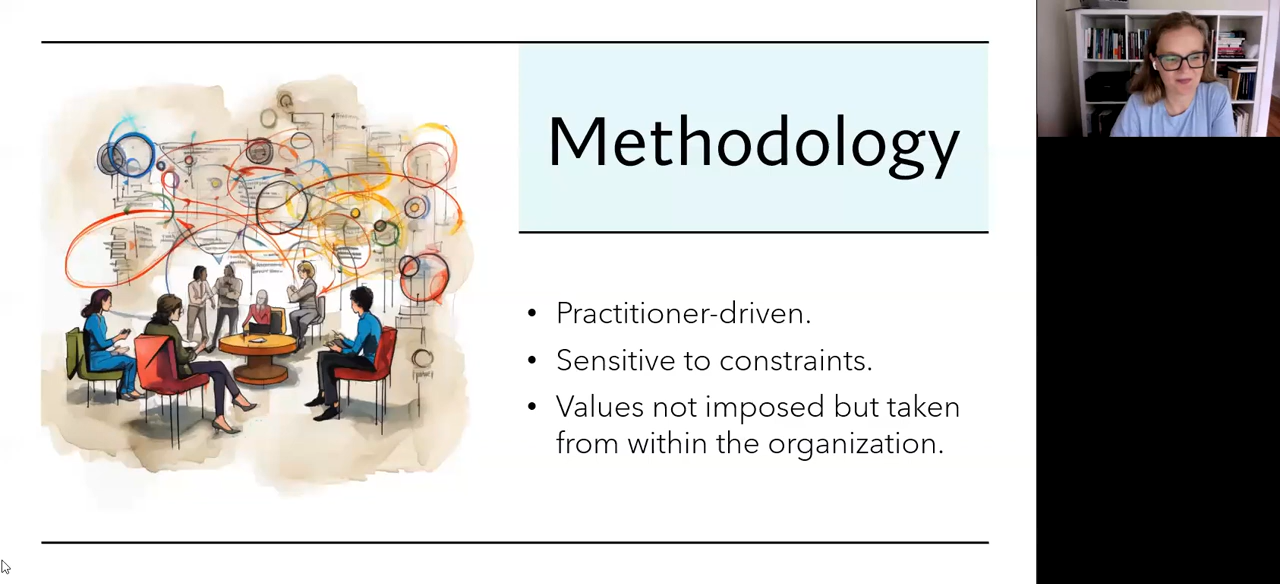 Methodology
• Practitioner-driven.
• Sensitive to constraints.
• Values not imposed but taken
from within the organization.